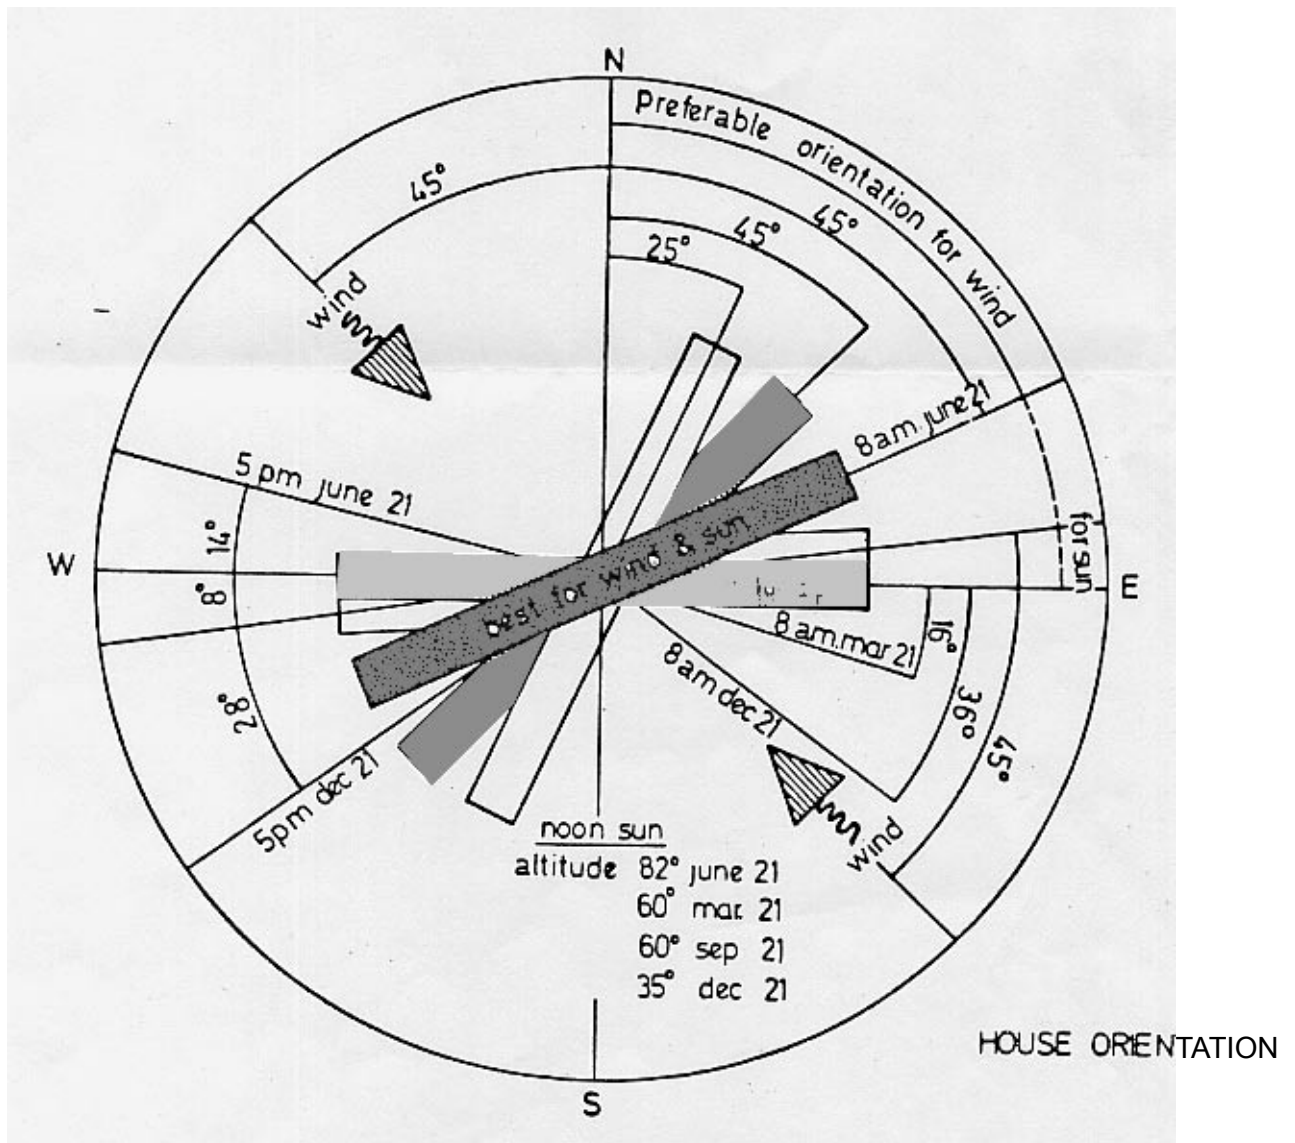 N
preferable orientation for wind
45°
45°
45°
25°
wind
8 a.m. june 21
5 pm june 21
14°
for sun
W
best for wind & sun
E
8°
8 a.m. mar 21
16°
8 am dec 21
28°
36°
45°
5pm dec 21
wind
noon sun
altitude 82° june 21
60° mar. 21
60° sep 21
35° dec 21
HOUSE ORIENTATION
S